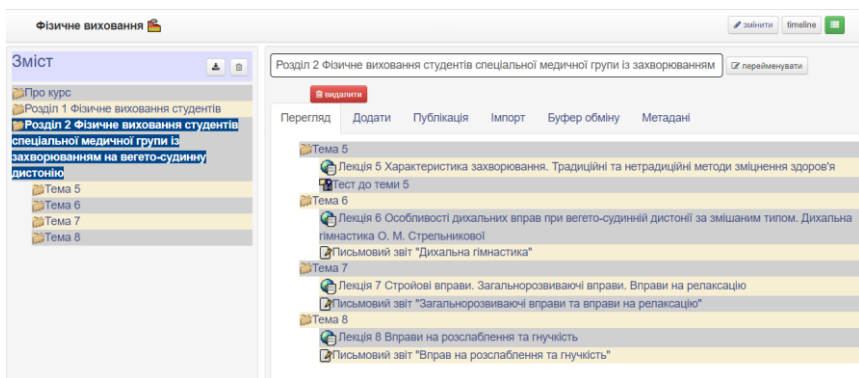 Фізичне виховання
змінити
timeline
Зміст
Про курс
Розділ 1 Фізичне виховання студентів
Розділ 2 Фізичне виховання студентів
спеціальної медичної групи із
захворюванням на вегето-судинну
дистонію
Тема 5
Тема 6
Тема 7
Тема 8
Розділ 2 Фізичне виховання студентів спеціальної медичної групи із захворюванням
перейменувати
видалити
Перегляд Додати Публікація Імпорт Буфер обміну Метадані
Тема 5
Лекція 5 Характеристика захворювання. Традиційні та нетрадиційні методи зміцнення здоров'я
Тест до теми 5
Тема 6
Лекція 6 Особливості дихальних вправ при вегето-судинній дистонії за змішаним типом. Дихальна
гімнастика О. М. Стрельникової
Письмовий звіт "Дихальна гімнастика"
Тема 7
Лекція 7 Стройові вправи. Загальнорозвиваючі вправи. Вправи на релаксацію
Письмовий звіт "Загальнорозвиваючі вправи та вправи на релаксацію"
Тема 8
Лекція 8 Вправи на розслаблення та гнучкість
Письмовий звіт "Вправ на розслаблення та гнучкість"